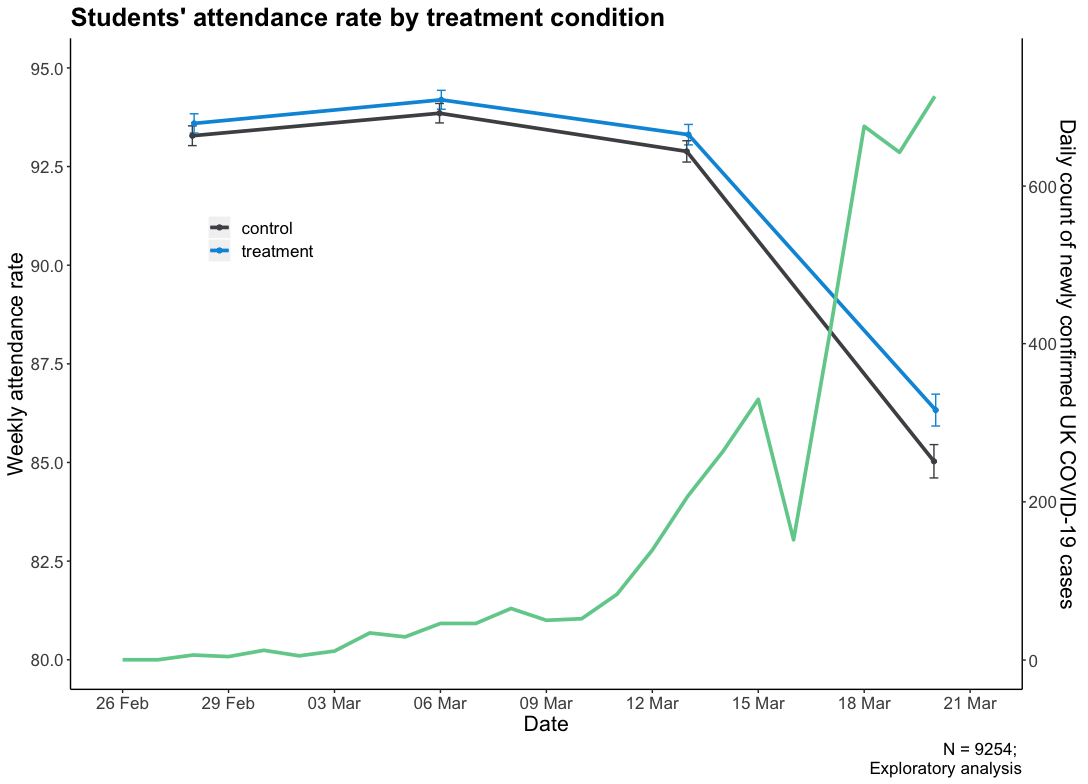 Students' attendance rate by treatment condition
95.0
92.5
90.0
87.5
85.0
82.5
80.0
Weekly attendance rate
control
treatment
600
400
200
0
Daily count of newly confirmed UK COVID-19 cases
26 Feb 29 Feb 03 Mar 06 Mar 09 Mar 12 Mar 15 Mar 18 Mar 21 Mar
Date
N = 9254;
Exploratory analysis